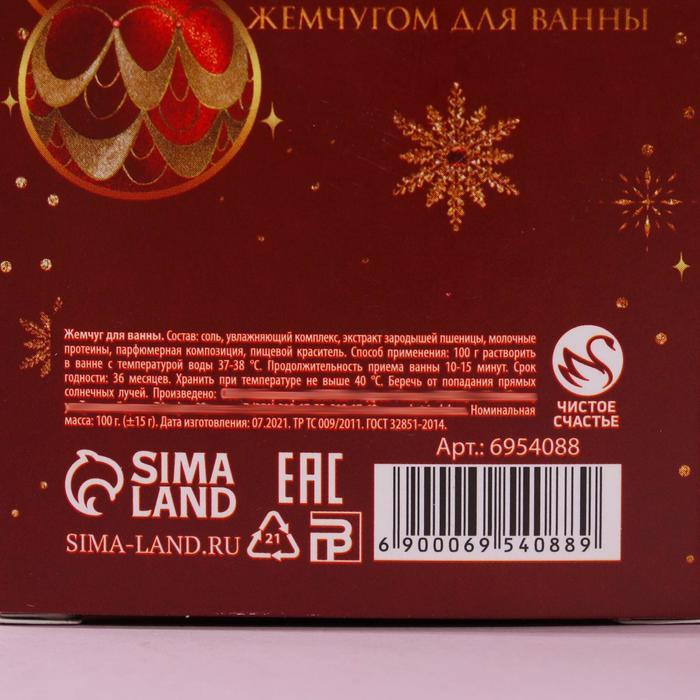 ЖЕМЧУГОМ ДЛЯ ВАННЫ
Жемчуг для ванны. Состав: соль, увлажняющий комплекс, экстракт зародышей пшеницы, молочные
протеины, парфюмерная композиция, пищевой краситель. Способ применения: 100 г растворить
в ванне с температурой воды 37-38 °С. Продолжительность приема ванны 10-15 минут. Срок
годности: 36 месяцев. Хранить при температуре не выше 40 °С. Беречь от попадания прямых
солнечных лучей. Произведено:
Номинальная
масса: 100 г. (±15 г). Дата изготовления: 07.2021. ТР ТС 009/2011. ГОСТ 32851-2014.
ЧИСТОЕ
СЧАСТЬЕ
Арт.: 6954088
SIMA
LAND
EAC
SIMA-LAND.RU
21
6 900069 540889